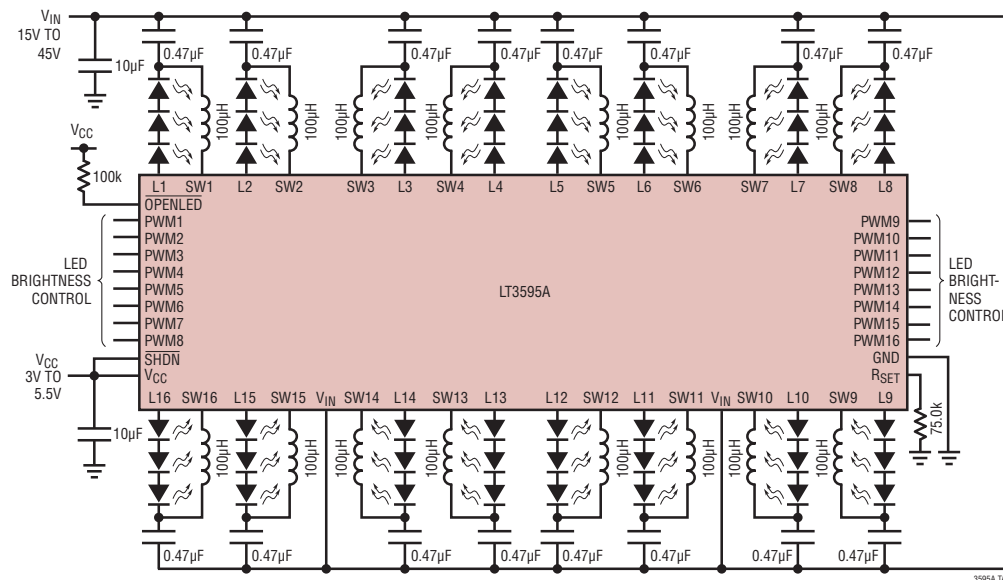 VIN
15V TO
45V
10µF
0.47µF 0.47µF 0.47µF 0.47µF 0.47µF 0.47µF 0.47µF 0.47µF
100µH 100µH 100µH 100µH 100µH 100µH 100µH 100µH
VCC
100k
L1 SW1 L2 SW2 SW3 L3 SW4 L4 L5 SW5 L6 SW6 SW7 L7 SW8 L8
OPENLED
PWM1
PWM2
PWM3
PWM4
PWM5
PWM6
PWM7
PWM8
LED
BRIGHTNESS
CONTROL
SHDN
VCC
VCC
3V TO
5.5V
10µF
LT3595A
PWM9
PWM10
PWM11
PWM12
PWM13
PWM14
PWM15
PWM16
LED
BRIGHT-
NESS
CONTROL
GND
RSET
75.0k
L16 SW16 L15 SW15 VIN SW14 L14 SW13 L13 L12 SW12 L11 SW11 VIN SW10 L10 SW9 L9
100µH 100µH 100µH 100µH 100µH 100µH 100µH 100µH
0.47µF 0.47µF 0.47µF 0.47µF 0.47µF 0.47µF 0.47µF 0.47µF